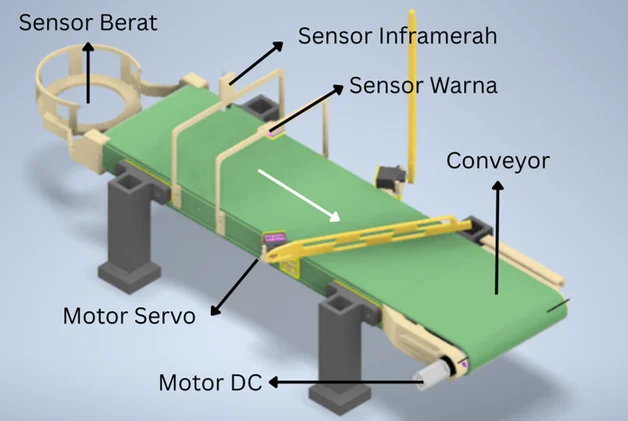 Sensor Berat
Sensor Inframerah
Sensor Warna
Conveyor
Motor Servo
Motor DC